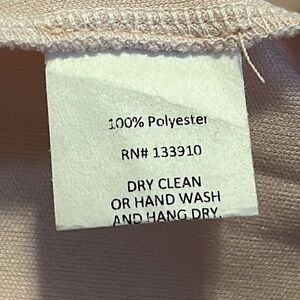 100% Polyester
RN# 133910
DRY CLEAN
OR HAND WASH
AND HANG DRY.